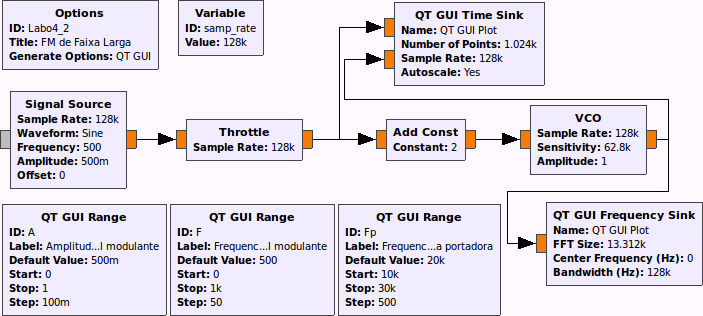 Options
ID: Labo4_2
Title: FM de Faixa Larga
Generate Options: QT GUI
Variable
ID: samp_rate
Value: 128k
QT GUI Time Sink
Name: QT GUI Plot
Number of Points: 1.024k
Sample Rate: 128k
Autoscale: Yes
Signal Source
Sample Rate: 128k
Waveform: Sine
Frequency: 500
Amplitude: 500m
Offset: 0
Throttle
Sample Rate: 128k
Add Const
Constant: 2
VCO
Sample Rate: 128k
Sensitivity: 62.8k
Amplitude: 1
QT GUI Range
ID: A
Label: Amplitud...l modulante
Default Value: 500m
Start: 0
Stop: 1
Step: 100m
QT GUI Range
ID: F
Label: Frequenc...l modulante
Default Value: 500
Start: 0
Stop: 1k
Step: 50
QT GUI Range
ID: Fp
Label: Frequenc...a portadora
Default Value: 20k
Start: 10k
Stop: 30k
Step: 500
QT GUI Frequency Sink
Name: QT GUI Plot
FFT Size: 13.312k
Center Frequency (Hz): 0
Bandwidth (Hz): 128k